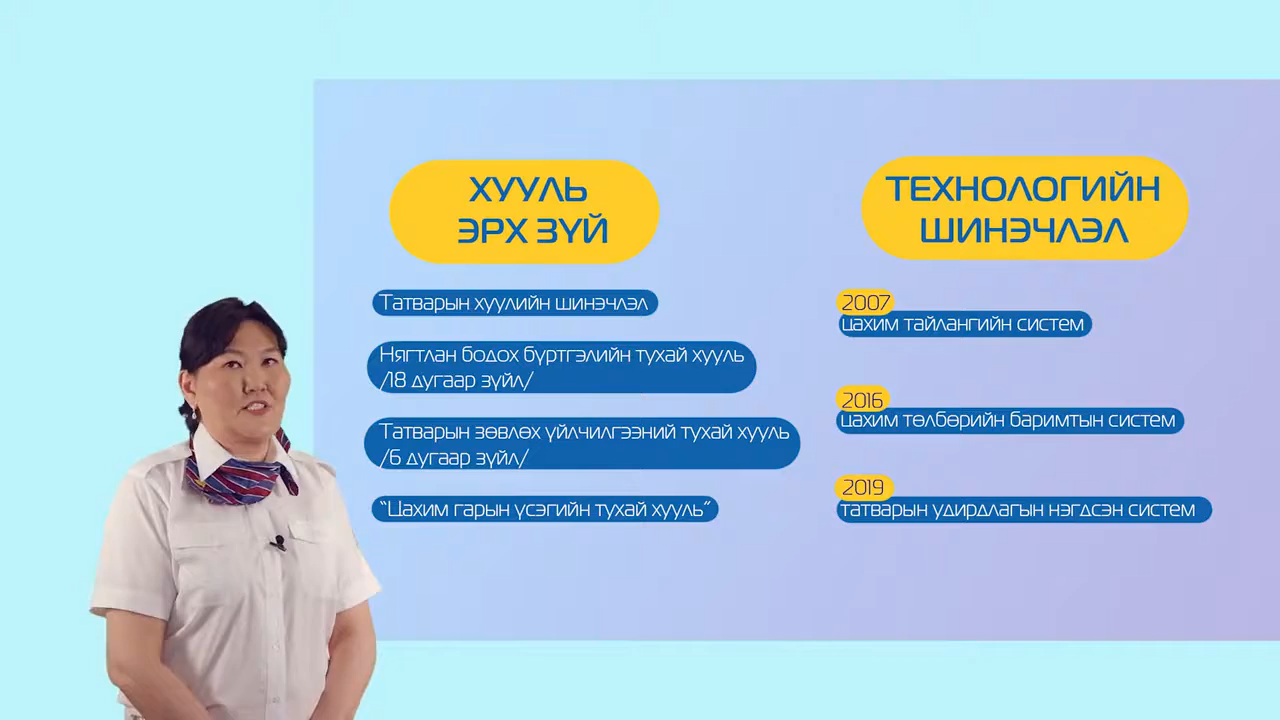 ХУУЛЬ
ЭРХ ЗҮЙ
Татварын хуулийн шинэчлэл
Нягтлан бодох бүртгэлийн тухай хууль
/18 дугаар зүйл/
Татварын зөвлөх үйлчилгээний тухай хууль
/6 дугаар зүйл/
“Цахим гарын үсэгийн тухай хууль”
ТЕХНОЛОГИЙН
ШИНЭЧЛЭЛ
2007
цахим тайлангийн систем
2016
цахим төлбөрийн баримтын систем
2019
татварын удирдлагын нэгдсэн систем